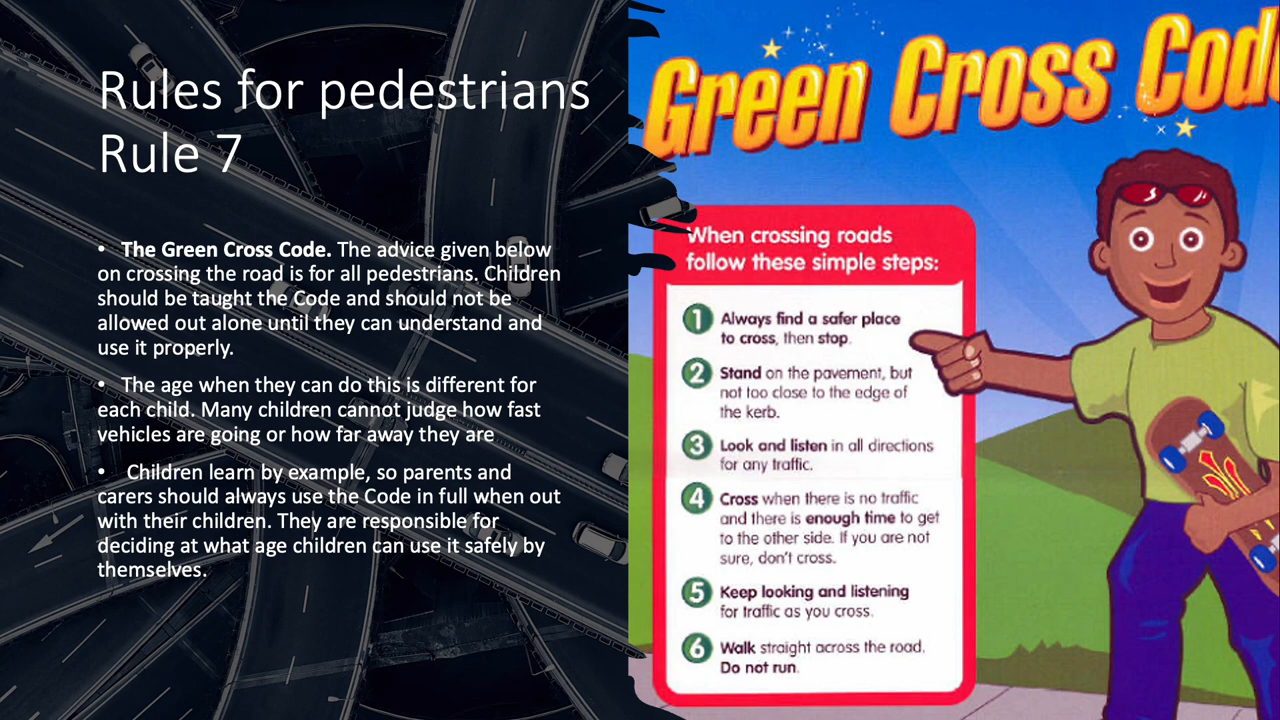 Rules for pedestrians
Rule 7
• The Green Cross Code. The advice given below
on crossing the road is for all pedestrians. Children
should be taught the Code and should not be
allowed out alone until they can understand and
use it properly.
• The age when they can do this is different for
each child. Many children cannot judge how fast
vehicles are going or how far away they are
• Children learn by example, so parents and
carers should always use the Code in full when out
with their children. They are responsible for
deciding at what age children can use it safely by
themselves.
Green Cross Code
When crossing roads
follow these simple steps:
1 Always find a safer place
to cross, then stop.
2 Stand on the pavement, but
not too close to the edge of
the kerb.
3 Look and listen in all directions
for any traffic.
4 Cross when there is no traffic
and there is enough time to get
to the other side. If you are not
sure, don't cross.
5 Keep looking and listening
for traffic as you cross.
6 Walk straight across the road.
Do not run.